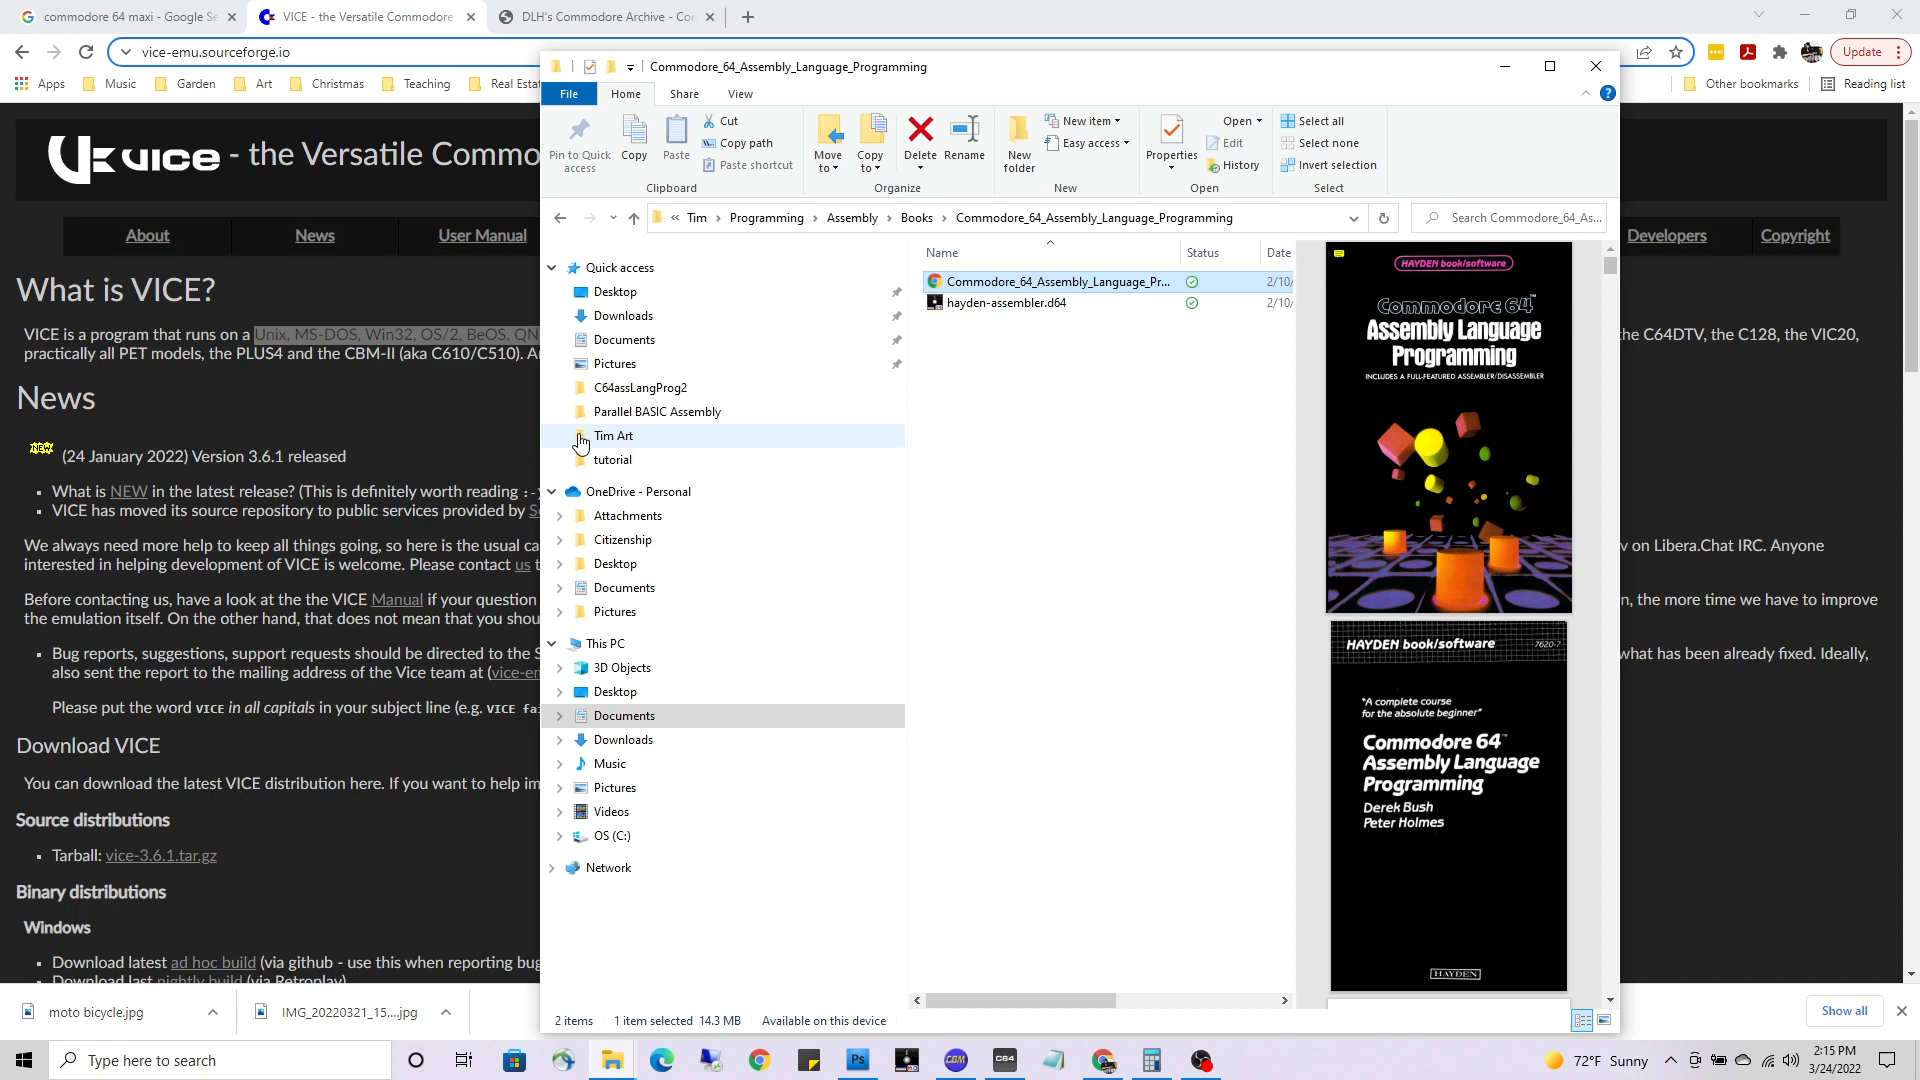 commodore 64 maxi - Google Se
VICE - the Versatile Commodore
DLH's Commodore Archive - Con
vice-emu.sourceforge.io
Update
Apps
Music
Garden
Art
Christmas
Teaching
Real Estat
Other bookmarks
Reading list
vice - the Versatile Commo
About
News
User Manual
Developers
Copyright
What is VICE?
VICE is a program that runs on a Unix, MS-DOS, Win32, OS/2, BeOS, QN
the C64DTV, the C128, the VIC20,
practically all PET models, the PLUS4 and the CBM-II (aka C610/C510). A
News
NEW
(24 January 2022) Version 3.6.1 released
What is NEW in the latest release? (This is definitely worth reading :-)
VICE has moved its source repository to public services provided by S
We always need more help to keep all things going, so here is the usual ca
v on Libera.Chat IRC. Anyone
interested in helping development of VICE is welcome. Please contact us t
Before contacting us, have a look at the the VICE Manual if your question
n, the more time we have to improve
the emulation itself. On the other hand, that does not mean that you shou
Bug reports, suggestions, support requests should be directed to the S
what has been already fixed. Ideally,
also sent the report to the mailing address of the Vice team at (vice-en
Please put the word VICE in all capitals in your subject line (e.g. VICE fai
Download VICE
You can download the latest VICE distribution here. If you want to help im
Source distributions
Tarball: vice-3.6.1.tar.gz
Binary distributions
Windows
Download latest ad hoc build (via github - use this when reporting bug
Download last nightly build (via Retroplay)
Commodore_64_Assembly_Language_Programming
File
Home
Share
View
Pin to Quick access
Copy
Paste
Cut
Copy path
Paste shortcut
Clipboard
Move to
Copy to
Delete
Rename
Organize
New folder
New item
Easy access
New
Properties
Open
Edit
History
Open
Select all
Select none
Invert selection
Select
« Tim > Programming > Assembly > Books > Commodore_64_Assembly_Language_Programming
Search Commodore_64_As...
Quick access
Desktop
Downloads
Documents
Pictures
C64assLangProg2
Parallel BASIC Assembly
Tim Art
tutorial
OneDrive - Personal
Attachments
Citizenship
Desktop
Documents
Pictures
This PC
3D Objects
Desktop
Documents
Downloads
Music
Pictures
Videos
OS (C:)
Network
Name
Status
Date
Commodore_64_Assembly_Language_Pr...
2/10/
hayden-assembler.d64
2/10/
HAYDEN book/software
Commodore 64™
Assembly Language
Programming
INCLUDES A FULL-FEATURED ASSEMBLER/DISASSEMBLER
HAYDEN book/software
7620-7
"A complete course
for the absolute beginner"
Commodore 64™
Assembly Language
Programming
Derek Bush
Peter Holmes
HAYDEN
2 items
1 item selected 14.3 MB
Available on this device
moto bicycle.jpg
IMG_20220321_15....jpg
Show all
Type here to search
Ps
CBM
C64
72°F Sunny
2:15 PM
3/24/2022